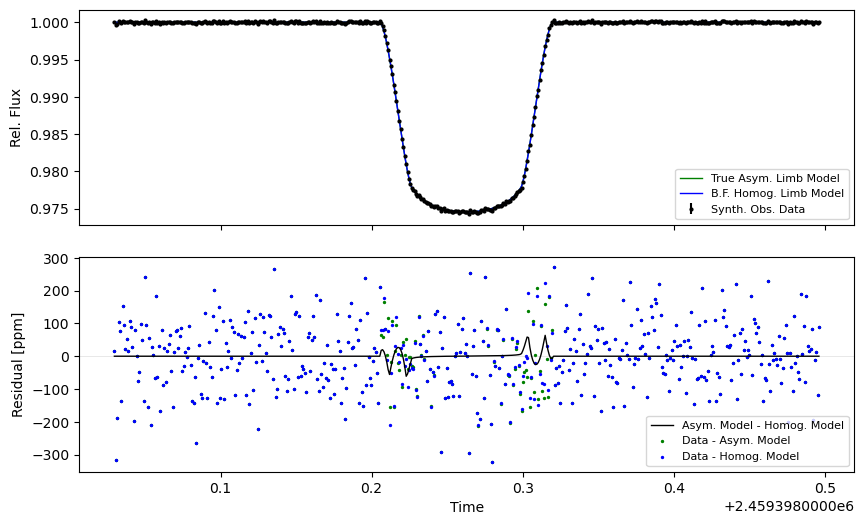 1.000
0.995
0.990
0.985
0.980
0.975
Rel. Flux
True Asym. Limb Model
B.F. Homog. Limb Model
Synth. Obs. Data
300
200
100
0
−100
−200
−300
Residual [ppm]
Asym. Model - Homog. Model
Data - Asym. Model
Data - Homog. Model
0.1
0.2
0.3
0.4
0.5
Time
+2.4593980000e6